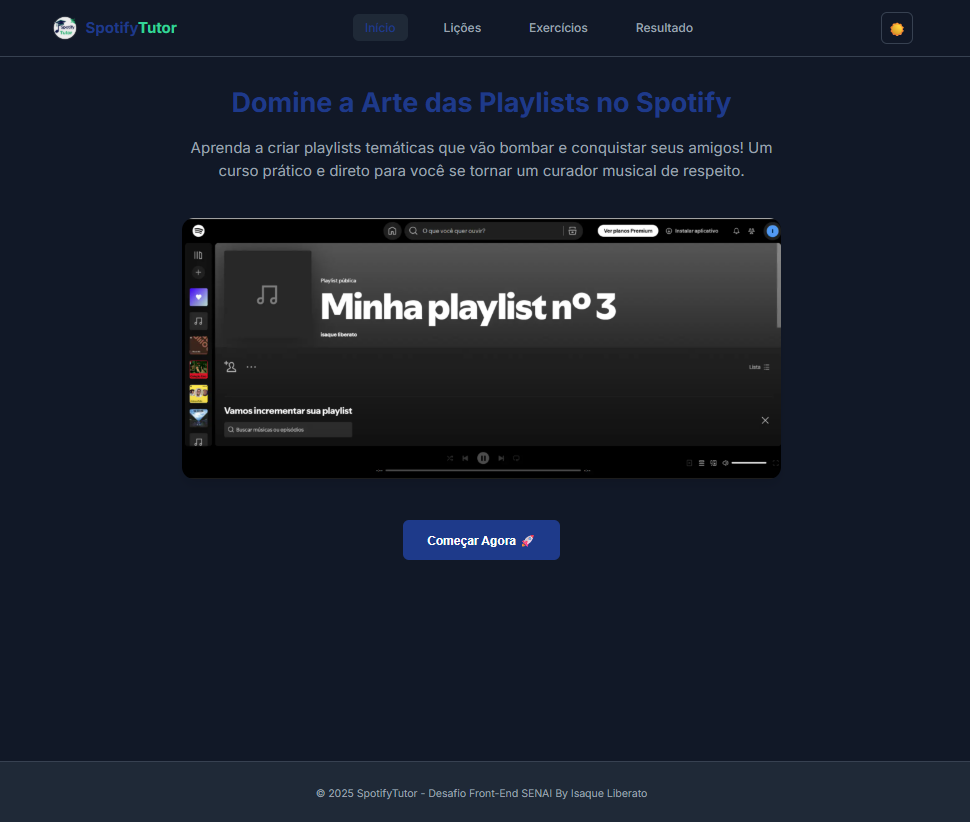 SpotifyTutor
Início
Lições
Exercícios
Resultado
Domine a Arte das Playlists no Spotify
Aprenda a criar playlists temáticas que vão bombar e conquistar seus amigos! Um
curso prático e direto para você se tornar um curador musical de respeito.
O que você quer ouvir?
Ver planos Premium
Instalar aplicativo
Playlist pública
Minha playlist nº 3
isaque liberato
Lista
Vamos incrementar sua playlist
Buscar músicas ou episódios
Começar Agora 🚀
© 2025 SpotifyTutor - Desafio Front-End SENAI By Isaque Liberato